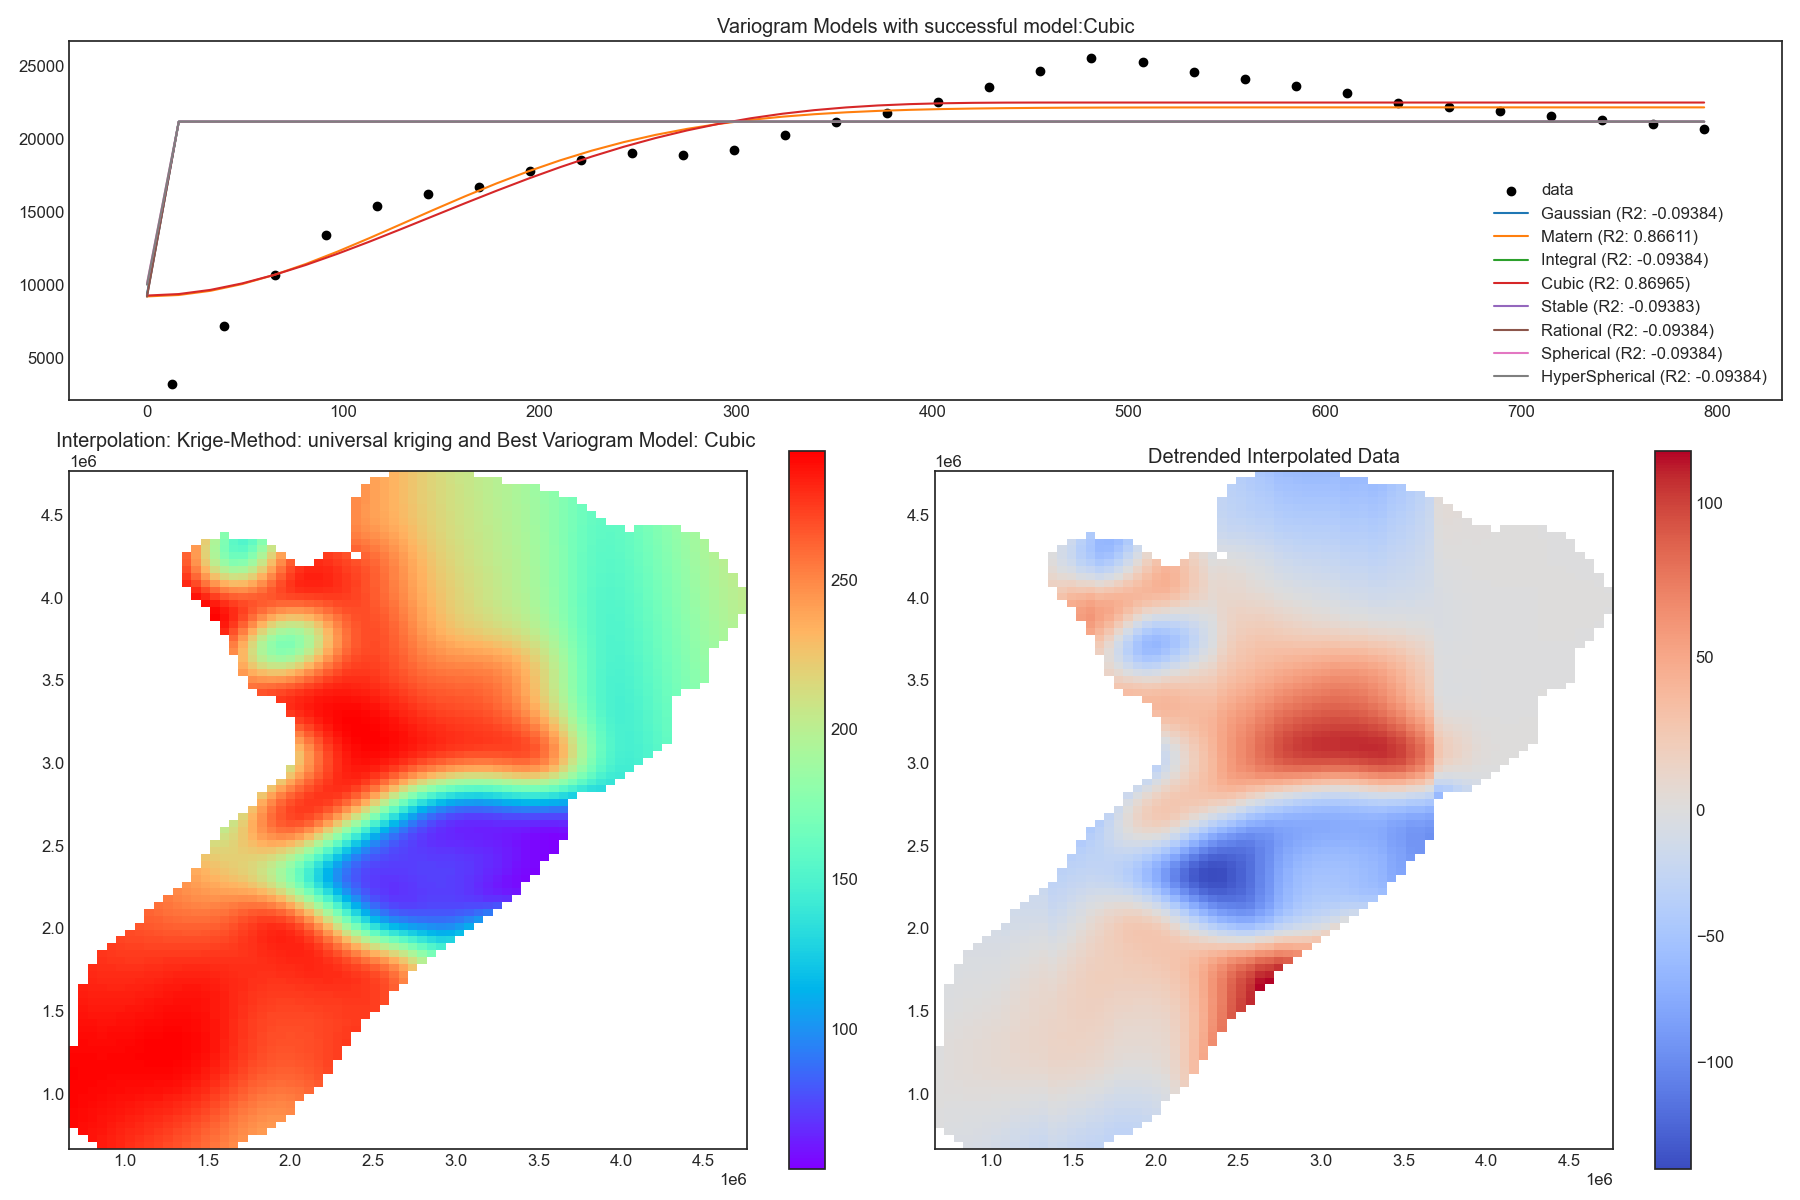 Variogram Models with successful model:Cubic
25000
20000
15000
10000
5000
data
Gaussian (R2: -0.09384)
Matern (R2: 0.86611)
Integral (R2: -0.09384)
Cubic (R2: 0.86965)
Stable (R2: -0.09383)
Rational (R2: -0.09384)
Spherical (R2: -0.09384)
HyperSpherical (R2: -0.09384)
0 100 200 300 400 500 600 700 800
Interpolation: Krige-Method: universal kriging and Best Variogram Model: Cubic
1e6
4.5
4.0
3.5
3.0
2.5
2.0
1.5
1.0
1.0 1.5 2.0 2.5 3.0 3.5 4.0 4.5
1e6
250
200
150
100
Detrended Interpolated Data
1e6
4.5
4.0
3.5
3.0
2.5
2.0
1.5
1.0
1.0 1.5 2.0 2.5 3.0 3.5 4.0 4.5
1e6
100
50
0
−50
−100